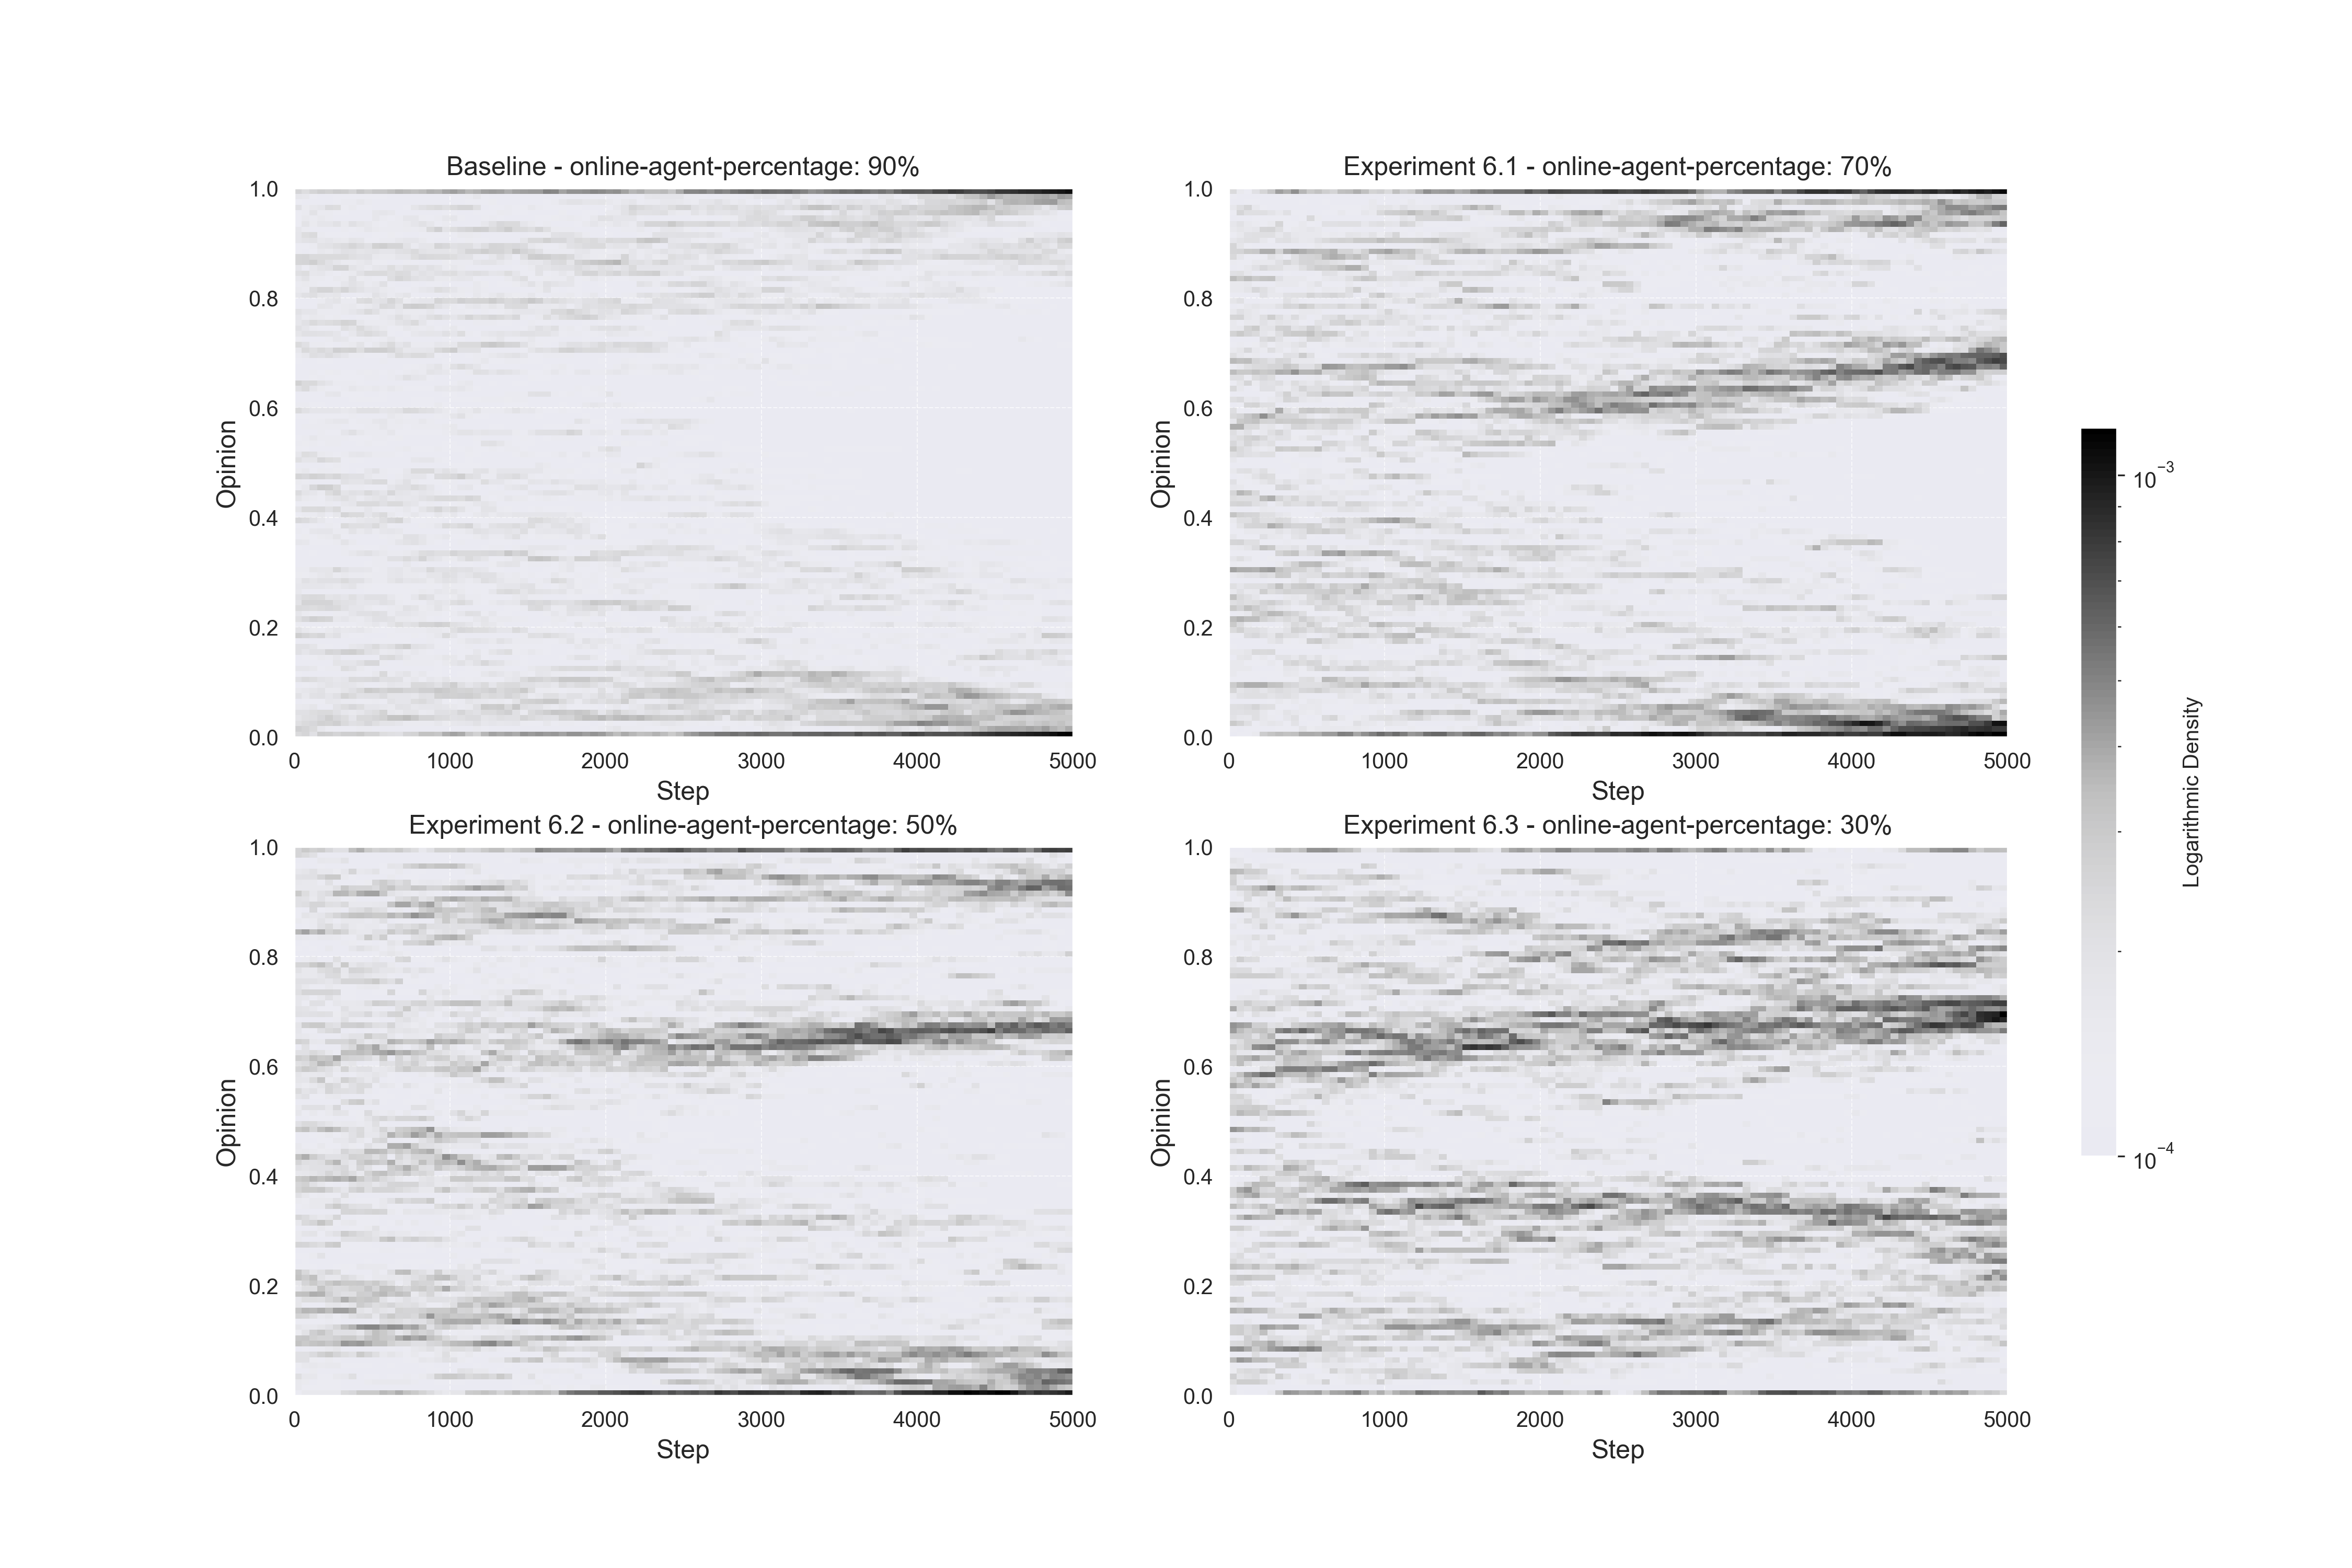 Baseline - online-agent-percentage: 90%
1.0
0.8
0.6
0.4
0.2
0.0
Opinion
0 1000 2000 3000 4000 5000
Step
Experiment 6.1 - online-agent-percentage: 70%
1.0
0.8
0.6
0.4
0.2
0.0
Opinion
0 1000 2000 3000 4000 5000
Step
Experiment 6.2 - online-agent-percentage: 50%
1.0
0.8
0.6
0.4
0.2
0.0
Opinion
0 1000 2000 3000 4000 5000
Step
Experiment 6.3 - online-agent-percentage: 30%
1.0
0.8
0.6
0.4
0.2
0.0
Opinion
0 1000 2000 3000 4000 5000
Step
10⁻³
10⁻⁴
Logarithmic Density